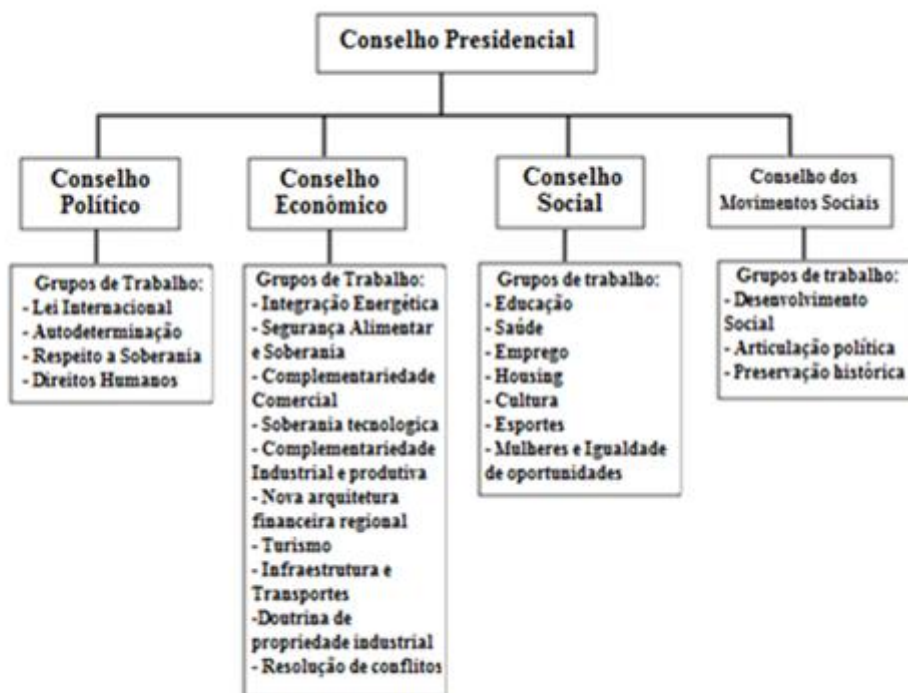 Conselho Presidencial
Conselho
Político
Conselho
Econômico
Conselho
Social
Conselho dos
Movimentos Sociais
Grupos de Trabalho:
- Lei Internacional
- Autodeterminação
- Respeito a Soberania
- Direitos Humanos
Grupos de Trabalho:
- Integração Energética
- Segurança Alimentar
e Soberania
- Complementariedade
Comercial
- Soberania tecnologica
- Complementariedade
Industrial e produtiva
- Nova arquitetura
financeira regional
- Turismo
- Infraestrutura e
Transportes
-Doutrina de
propriedade industrial
- Resolução de conflitos
Grupos de trabalho:
- Educação
- Saúde
- Emprego
- Housing
- Cultura
- Esportes
- Mulheres e Igualdade
de oportunidades
Grupos de trabalho:
- Desenvolvimento
Social
- Articulação política
- Preservação histórica